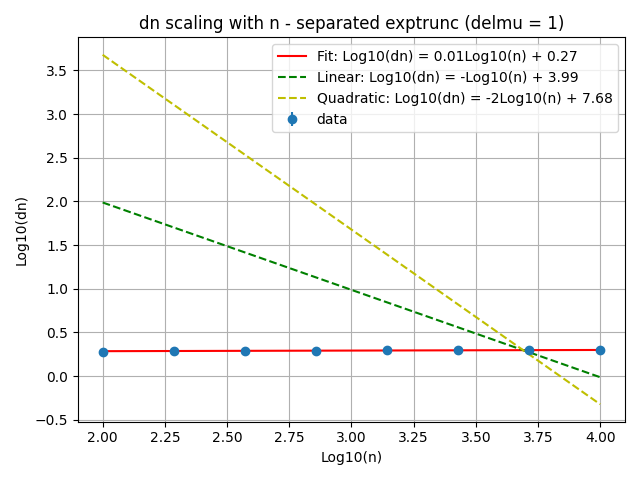 dn scaling with n - separated exptrunc (delmu = 1)
Fit: Log10(dn) = 0.01Log10(n) + 0.27
Linear: Log10(dn) = -Log10(n) + 3.99
Quadratic: Log10(dn) = -2Log10(n) + 7.68
data
Log10(dn)
3.5
3.0
2.5
2.0
1.5
1.0
0.5
0.0
−0.5
2.00 2.25 2.50 2.75 3.00 3.25 3.50 3.75 4.00
Log10(n)